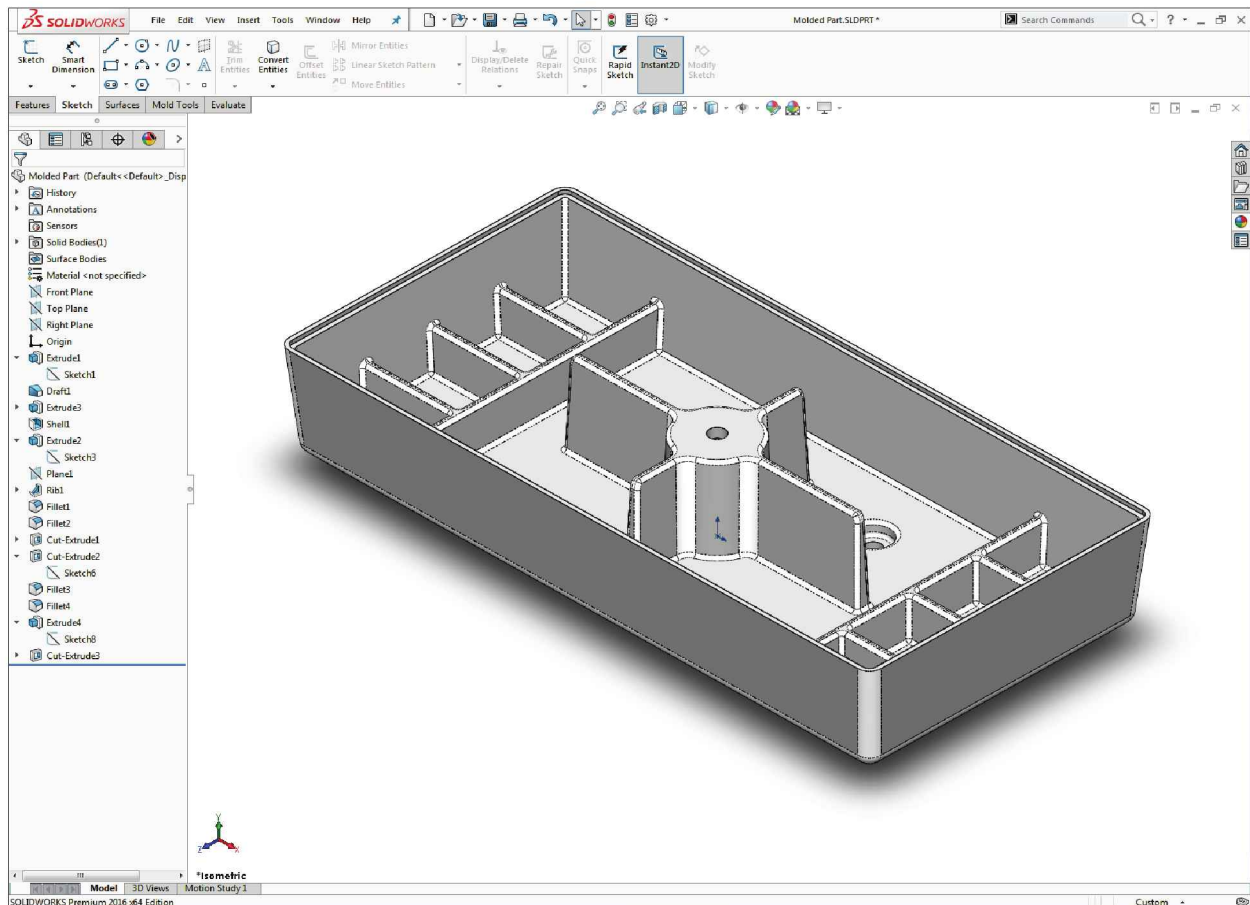 SOLIDWORKS File Edit View Insert Tools Window Help Molded Part.SLDPRT * Search Commands
Sketch Smart Dimension Trim Entities Convert Entities Offset Entities Mirror Entities Linear Sketch Pattern Move Entities Display/Delete Relations Repair Sketch Quick Snaps Rapid Sketch Instant2D Modify Sketch
Features Sketch Surfaces Mold Tools Evaluate
Molded Part (Default<<Default>_Disp
History
Annotations
Sensors
Solid Bodies(1)
Surface Bodies
Material <not specified>
Front Plane
Top Plane
Right Plane
Origin
Extrude1
Sketch1
Draft1
Extrude3
Shell1
Extrude2
Sketch3
Plane1
Rib1
Fillet1
Fillet2
Cut-Extrude1
Cut-Extrude2
Sketch6
Fillet3
Fillet4
Extrude4
Sketch8
Cut-Extrude3
Y
Z X
*Isometric
Model 3D Views Motion Study 1
SOLIDWORKS Premium 2016 x64 Edition Custom